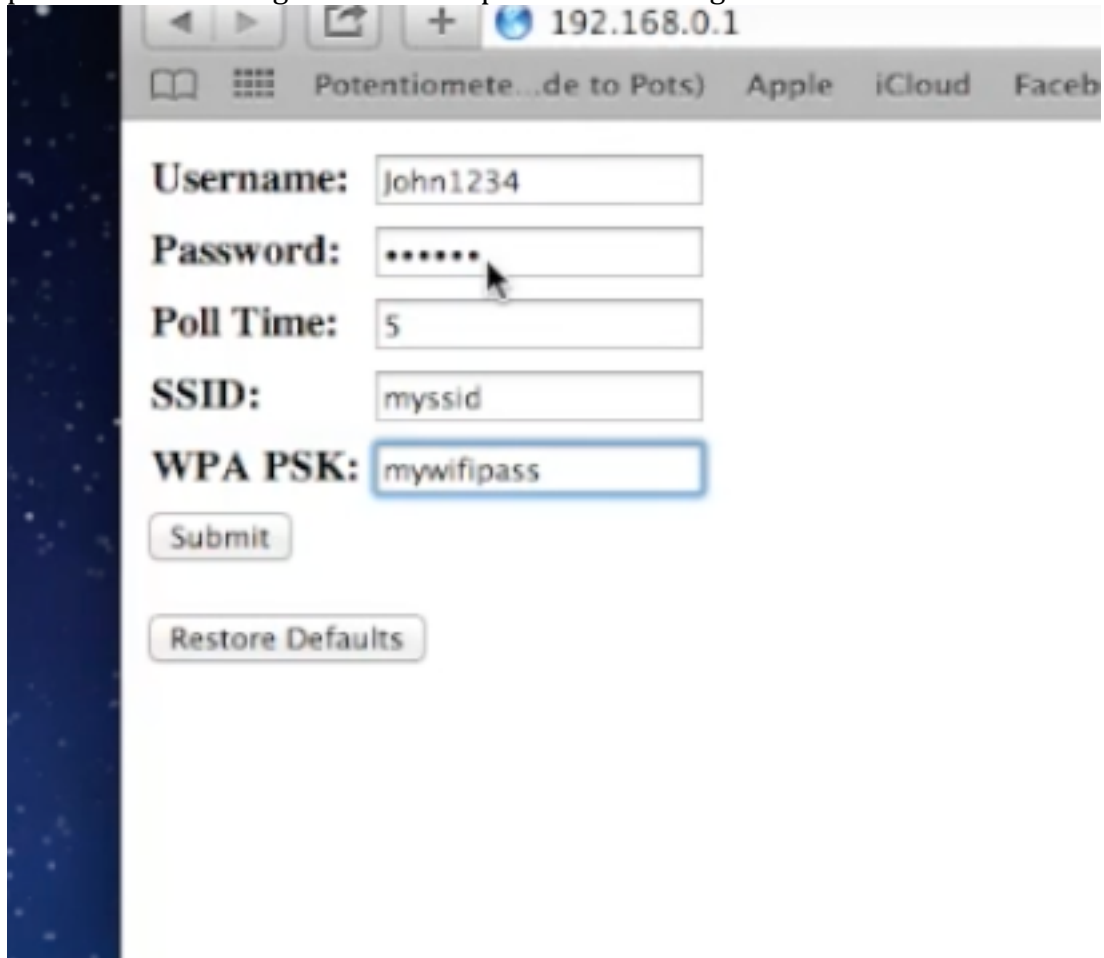 192.168.0.1
Potentiomete...de to Pots) Apple iCloud Faceb
Username: John1234
Password: ••••••
Poll Time: 5
SSID: myssid
WPA PSK: mywifipass
Submit
Restore Defaults